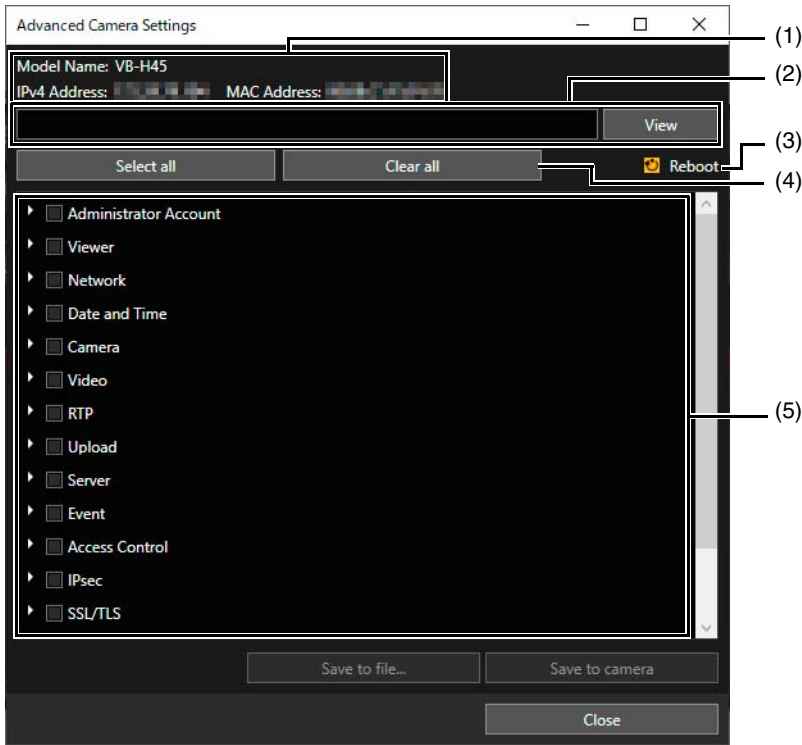 Advanced Camera Settings
(1)
Model Name: VB-H45
(2)
IPv4 Address: MAC Address:
View
(3)
Select all Clear all Reboot
(4)
Administrator Account
Viewer
Network
Date and Time
Camera
Video
RTP
(5)
Upload
Server
Event
Access Control
IPsec
SSL/TLS
Save to file... Save to camera
Close